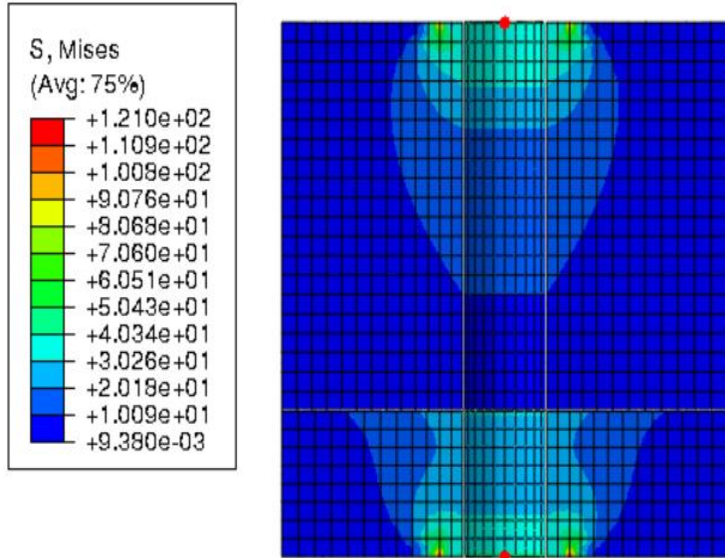 S, Mises
(Avg: 75%)
+1.210e+02
+1.109e+02
+1.008e+02
+9.076e+01
+8.068e+01
+7.060e+01
+6.051e+01
+5.043e+01
+4.034e+01
+3.026e+01
+2.018e+01
+1.009e+01
+9.380e-03